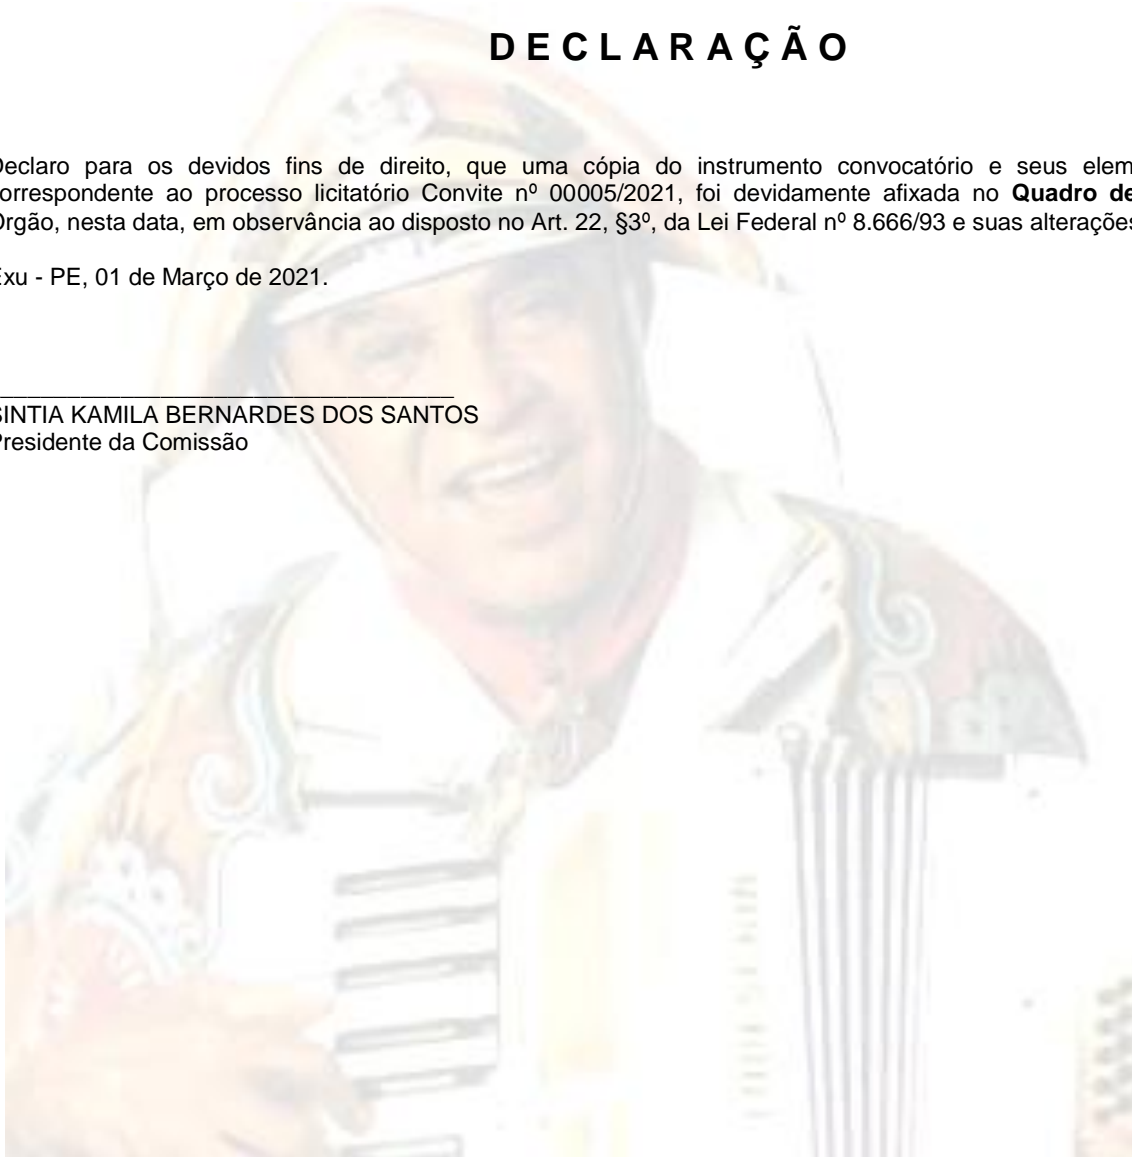 D E C L A R A Ç Ã O
Declaro para os devidos fins de direito, que uma cópia do instrumento convocatório e seus elem
correspondente ao processo licitatório Convite nº 00005/2021, foi devidamente afixada no Quadro de
Órgão, nesta data, em observância ao disposto no Art. 22, §3º, da Lei Federal nº 8.666/93 e suas alterações
Exu - PE, 01 de Março de 2021.
___________________________________
SINTIA KAMILA BERNARDES DOS SANTOS
Presidente da Comissão